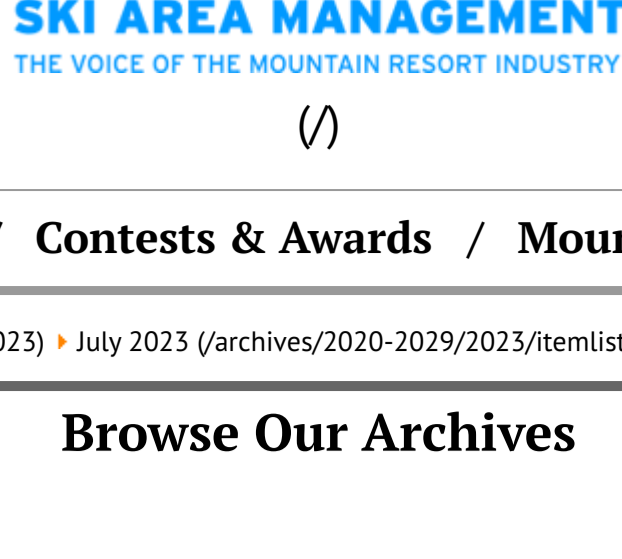 SKI AREA MANAGEMENT
THE VOICE OF THE MOUNTAIN RESORT INDUSTRY
(/)
/ Contests & Awards / Moun
023) July 2023 (/archives/2020-2029/2023/itemlist
Browse Our Archives